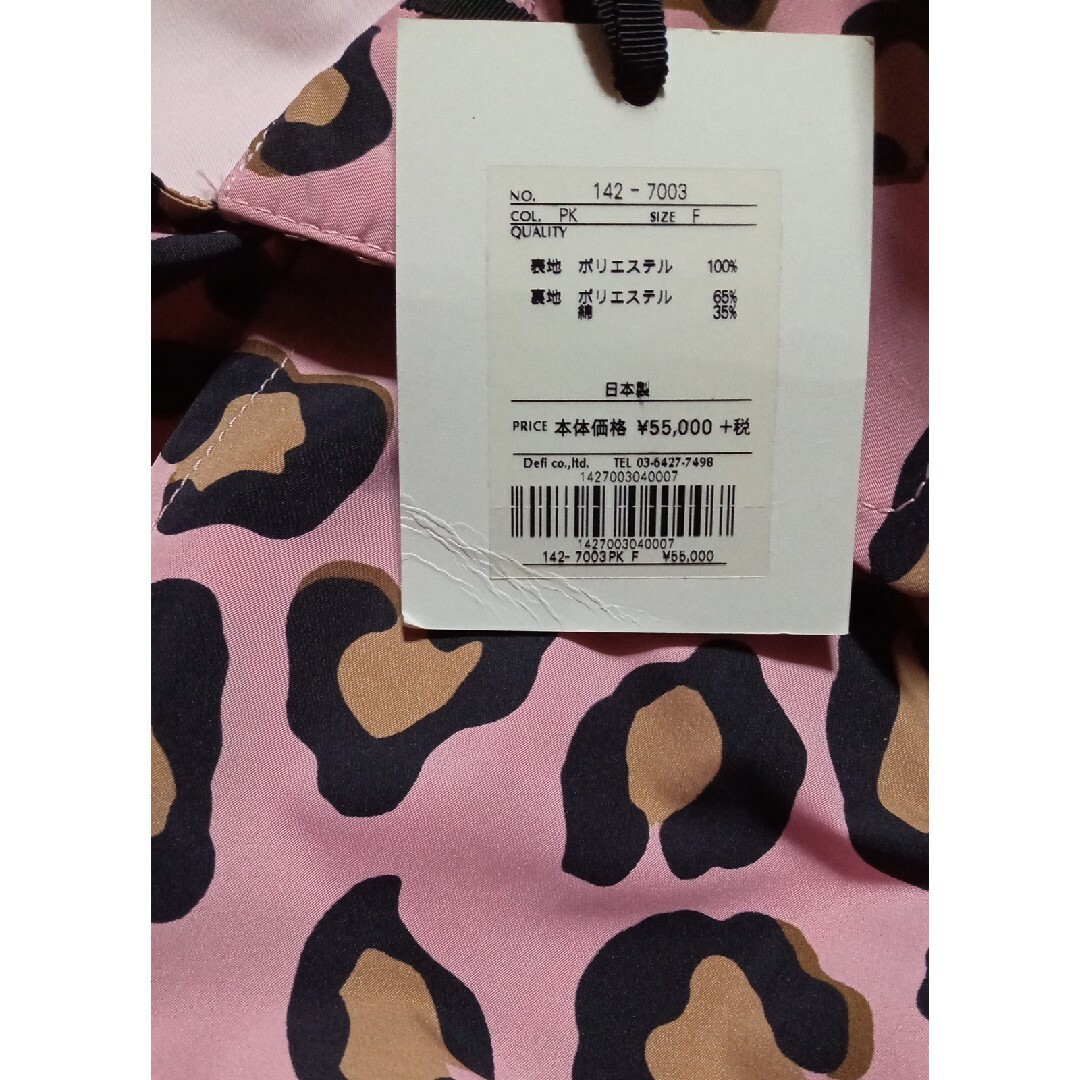 NO. 142 - 7003
COL. PK SIZE F
QUALITY
表地 ポリエステル 100%
裏地 ポリエステル 65%
綿 35%
日本製
PRICE 本体価格 ¥55,000 +税
Defi co.,ltd. TEL 03-6427-7498
1427003040007
1427003040007
142- 7003 PK F ¥55,000